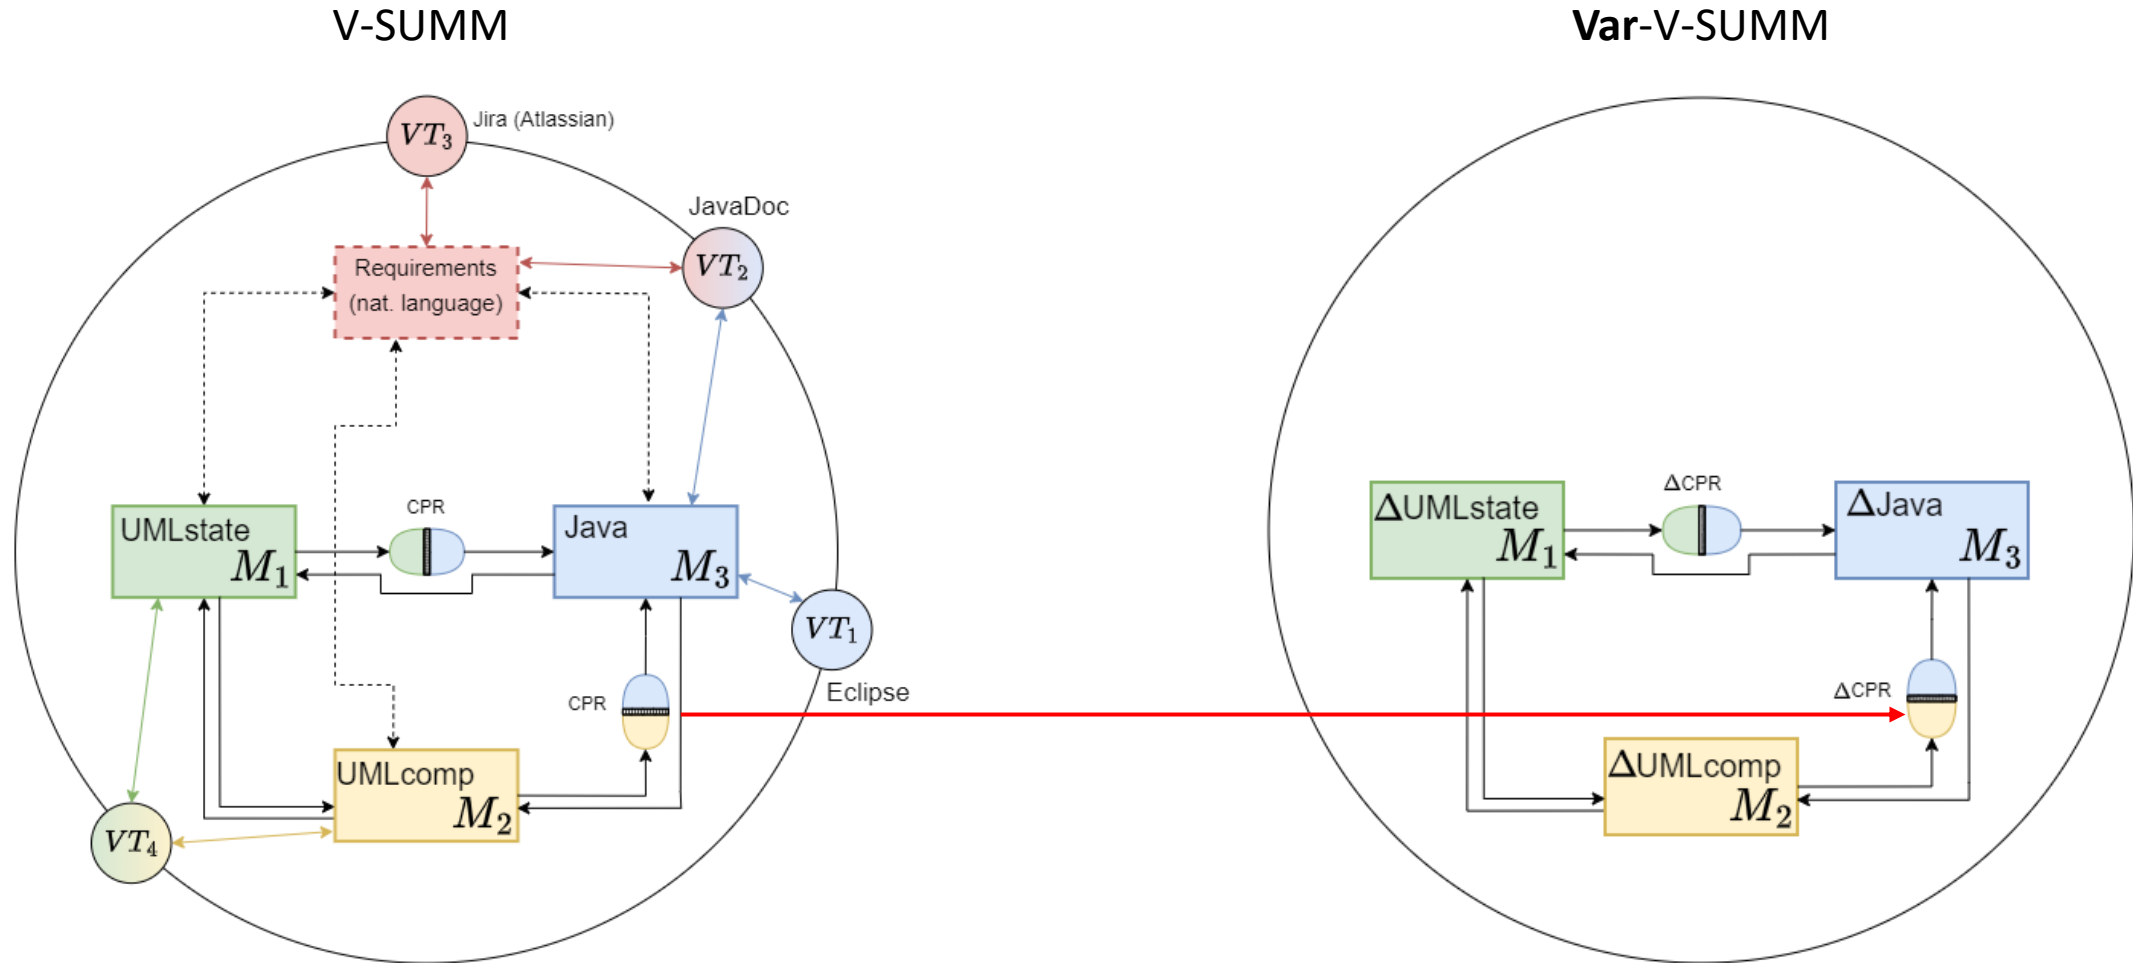 V-SUMM
Var-V-SUMM
VT₃
Jira (Atlassian)
JavaDoc
VT₂
Requirements
(nat. language)
UMLstate
M₁
CPR
Java
M₃
VT₁
Eclipse
CPR
UMLcomp
M₂
VT₄
ΔUMLstate
M₁
ΔCPR
ΔJava
M₃
ΔCPR
ΔUMLcomp
M₂